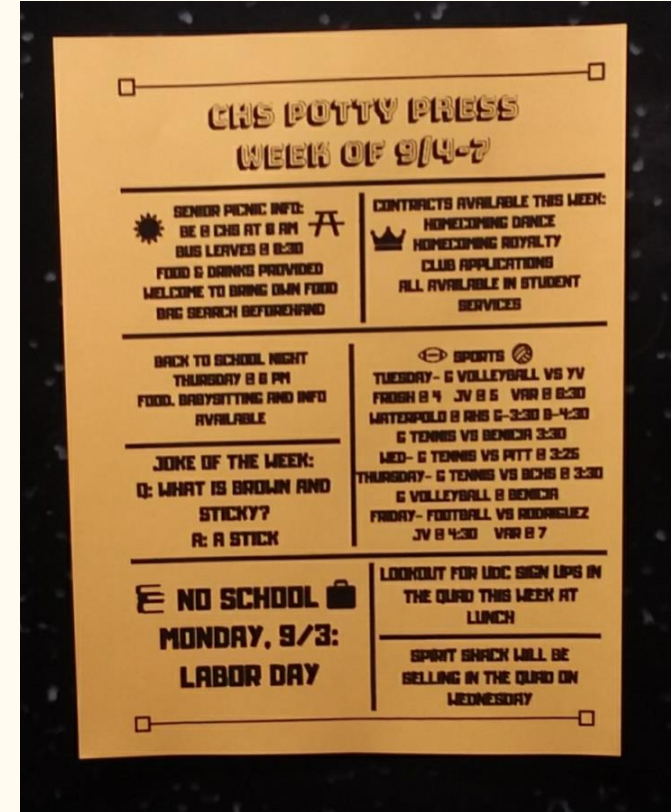 CHS POTTY PRESS
WEEK OF 9/4-7
SENIOR PICNIC INFO:
BE @ CHS AT 8 AM
BUS LEAVES @ 8:30
FOOD & DRINKS PROVIDED
WELCOME TO BRING OWN FOOD
BAG SEARCH BEFOREHAND
CONTRACTS AVAILABLE THIS WEEK:
HOMECOMING DANCE
HOMECOMING ROYALTY
CLUB APPLICATIONS
ALL AVAILABLE IN STUDENT
SERVICES
BACK TO SCHOOL NIGHT
THURSDAY @ 6 PM
FOOD, BABYSITTING AND INFO
AVAILABLE
JOKE OF THE WEEK:
Q: WHAT IS BROWN AND
STICKY?
A: A STICK
SPORTS
TUESDAY- G VOLLEYBALL VS YV
FROSH @ 4 JV @ 5 VAR @ 6:30
WATERPOLO @ RHS G-3:30 B-4:30
G TENNIS VS BENICIA 3:30
WED- G TENNIS VS PITT @ 3:25
THURSDAY- G TENNIS VS BCHS @ 3:30
G VOLLEYBALL @ BENICIA
FRIDAY- FOOTBALL VS RODRIGUEZ
JV @ 4:30 VAR @ 7
NO SCHOOL
MONDAY, 9/3:
LABOR DAY
LOOKOUT FOR UDC SIGN UPS IN
THE QUAD THIS WEEK AT
LUNCH
SPIRIT SHACK WILL BE
SELLING IN THE QUAD ON
WEDNESDAY